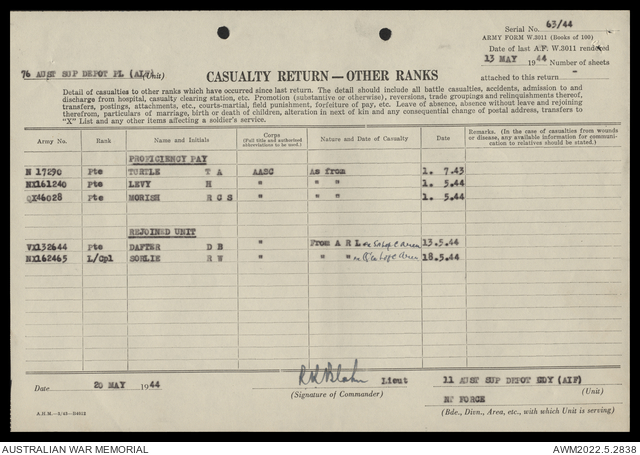 Serial No. 63/44
ARMY FORM W.3011 (Books of 100)
Date of last A.F. W.3011 rendered
13 MAY 1944 Number of sheets
76 AUST SUP DEPOT PL (AIF) (Unit)
CASUALTY RETURN—OTHER RANKS
attached to this return —
Detail of casualties to other ranks which have occurred since last return. The detail should include all battle casualties, accidents, admission to and
discharge from hospital, casualty clearing station, etc. Promotion (substantive or otherwise), reversions, trade groupings and relinquishments thereof,
transfers, postings, attachments, etc., courts-martial, field punishment, forfeiture of pay, etc. Leave of absence, absence without leave and rejoining
therefrom, particulars of marriage, birth or death of children, alteration in next of kin and any consequential change of postal address, transfers to
"X" List and any other items affecting a soldier's service.
Army No. Rank Name and Initials Corps (Full title and authorised abbreviations to be used.) Nature and Date of Casualty Date Remarks. (In the case of casualties from wounds or disease, any available information for communication to relatives should be stated.)
PROFICIENCY PAY
N 17290 Pte TURTLE T A AASC As from 1. 7.43
NX161240 Pte LEVY H " " " 1. 5.44
QX46028 Pte MORISH R C S " " " 1. 5.44
REJOINED UNIT
VX132644 Pte DAFTER D B " From A R L 13.5.44
NX162465 L/Cpl SORLIE R W " " " 18.5.44
Date 20 MAY 1944
Lieut
(Signature of Commander)
11 AUST SUP DEPOT COY (AIF)
(Unit)
NT FORCE
(Bde., Divn., Area, etc., with which Unit is serving)
AUSTRALIAN WAR MEMORIAL
AWM2022.5.2838